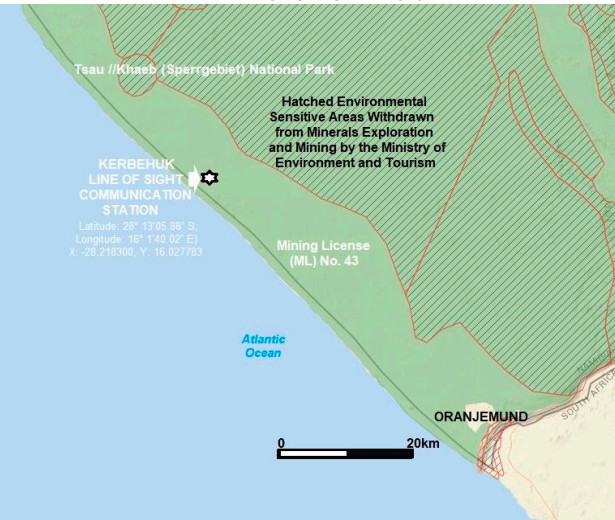 Tsau //Khaeb {Sperrgebiet} National Park
Hatched Environmental
Sensitive Areas Withdrawn
from Minerals Exploration
and Mining by the Ministry of
Environment and Tourism
KERBEHUK
LINE OF SIGHT
COMMUNICATION
STATION
Latitude: 28° 13'05.88" S,
Longitude: 16° 1'40.02" E)
X: -28.218300, Y: 16.027783
Mining License
(ML) No. 43
Atlantic
Ocean
NAMIBIA
SOUTH AFRICA
ORANJEMUND
0 20km